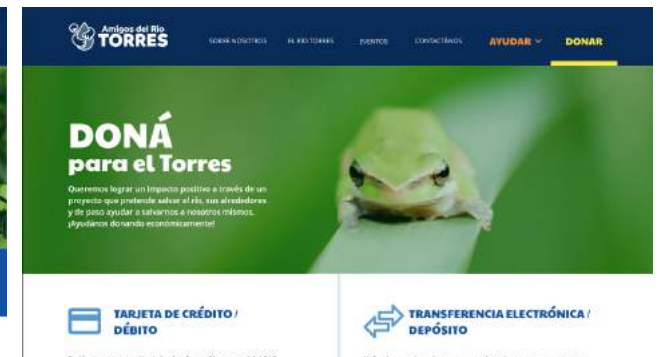 Amigos del Río
TORRES
SOBRE NOSOTROS EL RÍO TORRES EVENTOS CONTACTÁNOS AYUDAR DONAR
DONÁ
para el Torres
Queremos lograr un impacto positivo a través de un
proyecto que pretende salvar el río, sus alrededores
y de paso ayudar a salvarnos a nosotros mismos.
¡Ayudános donando económicamente!
TARJETA DE CRÉDITO /
DÉBITO
TRANSFERENCIA ELECTRÓNICA /
DEPÓSITO